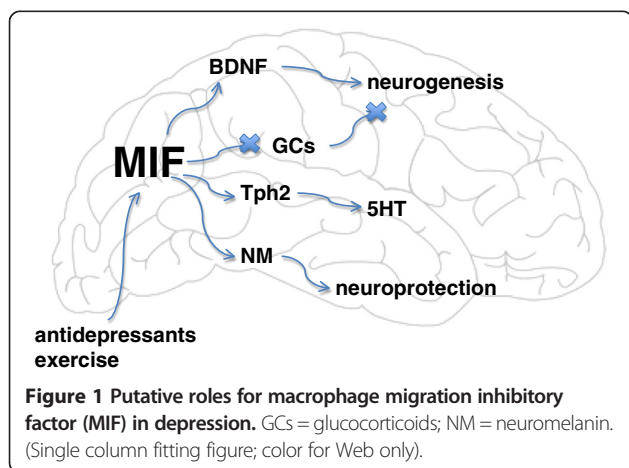 BDNF
neurogenesis
GCs
MIF
Tph2
5HT
NM
neuroprotection
antidepressants
exercise
Figure 1 Putative roles for macrophage migration inhibitory
factor (MIF) in depression. GCs = glucocorticoids; NM = neuromelanin.
(Single column fitting figure; color for Web only).